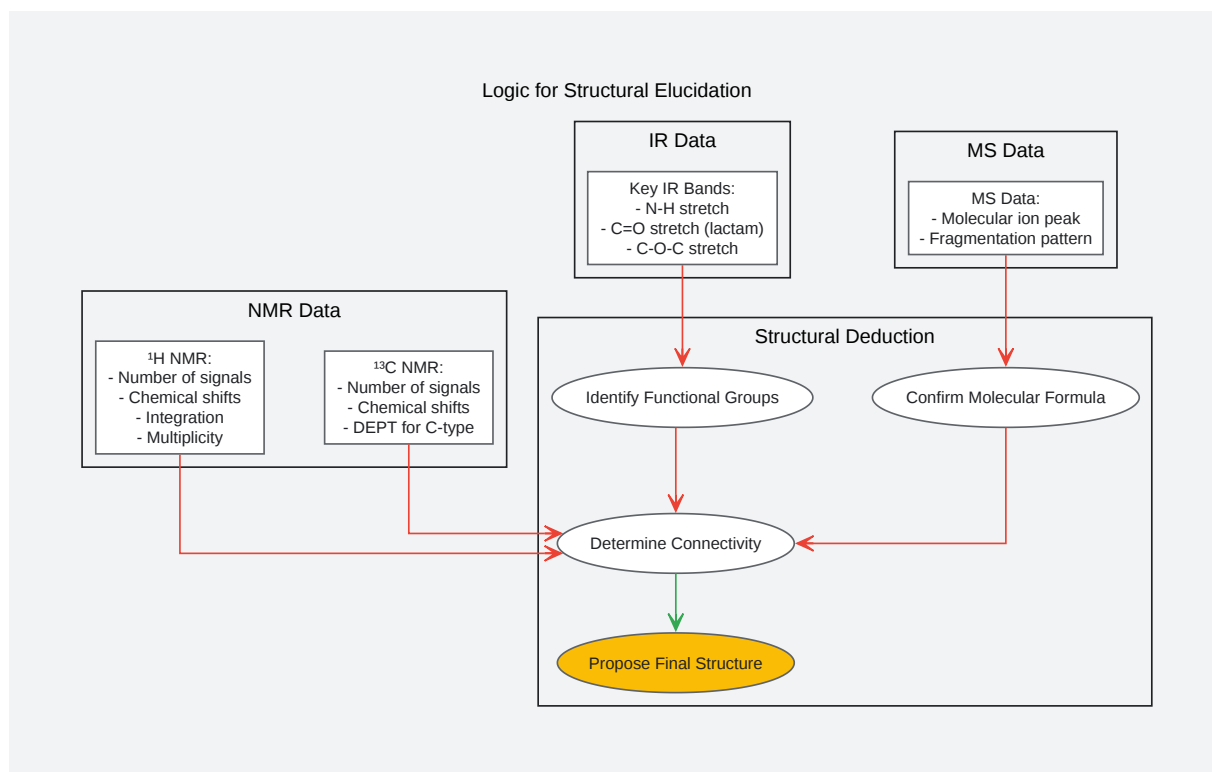 Logic for Structural Elucidation
IR Data
Key IR Bands:
- N-H stretch
- C=O stretch (lactam)
- C-O-C stretch
MS Data
MS Data:
- Molecular ion peak
- Fragmentation pattern
NMR Data
¹H NMR:
- Number of signals
- Chemical shifts
- Integration
- Multiplicity
¹³C NMR:
- Number of signals
- Chemical shifts
- DEPT for C-type
Structural Deduction
Identify Functional Groups
Confirm Molecular Formula
Determine Connectivity
Propose Final Structure